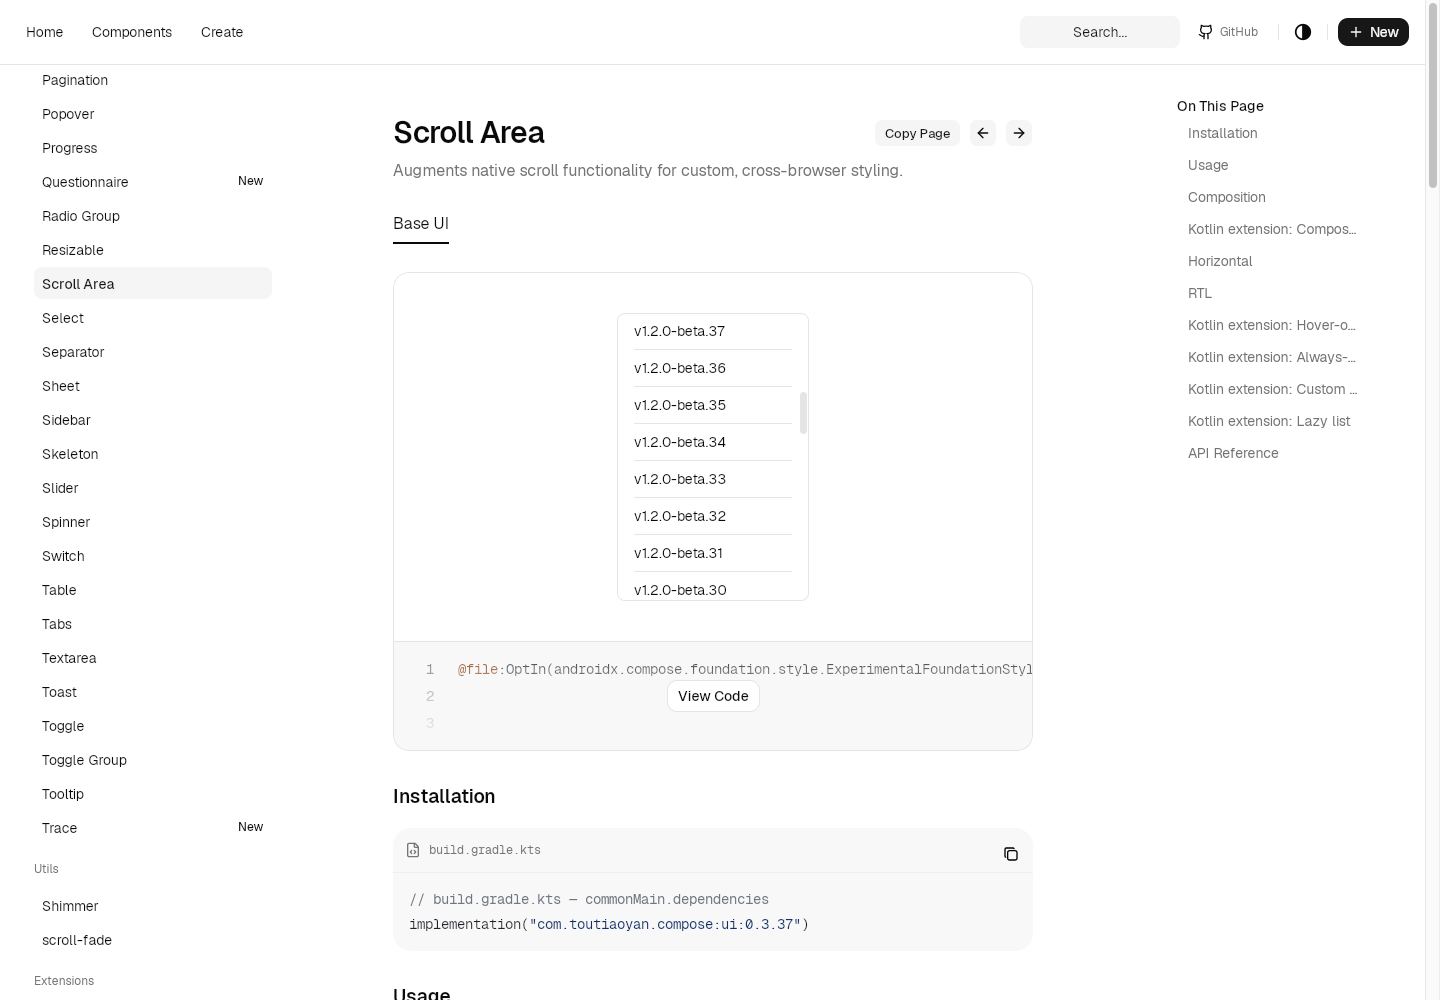 Home
Components
Create
Search...
GitHub
New
Pagination
Popover
Progress
Questionnaire New
Radio Group
Resizable
Scroll Area
Select
Separator
Sheet
Sidebar
Skeleton
Slider
Spinner
Switch
Table
Tabs
Textarea
Toast
Toggle
Toggle Group
Tooltip
Trace New
Utils
Shimmer
scroll-fade
Extensions
Scroll Area
Copy Page
Augments native scroll functionality for custom, cross-browser styling.
Base UI
v1.2.0-beta.37
v1.2.0-beta.36
v1.2.0-beta.35
v1.2.0-beta.34
v1.2.0-beta.33
v1.2.0-beta.32
v1.2.0-beta.31
v1.2.0-beta.30
1 @file:OptIn(androidx.compose.foundation.style.ExperimentalFoundationStyl
2
View Code
3
Installation
build.gradle.kts
// build.gradle.kts — commonMain.dependencies
implementation("com.toutiaoyan.compose:ui:0.3.37")
Usage
On This Page
Installation
Usage
Composition
Kotlin extension: Compos…
Horizontal
RTL
Kotlin extension: Hover-o…
Kotlin extension: Always-…
Kotlin extension: Custom …
Kotlin extension: Lazy list
API Reference